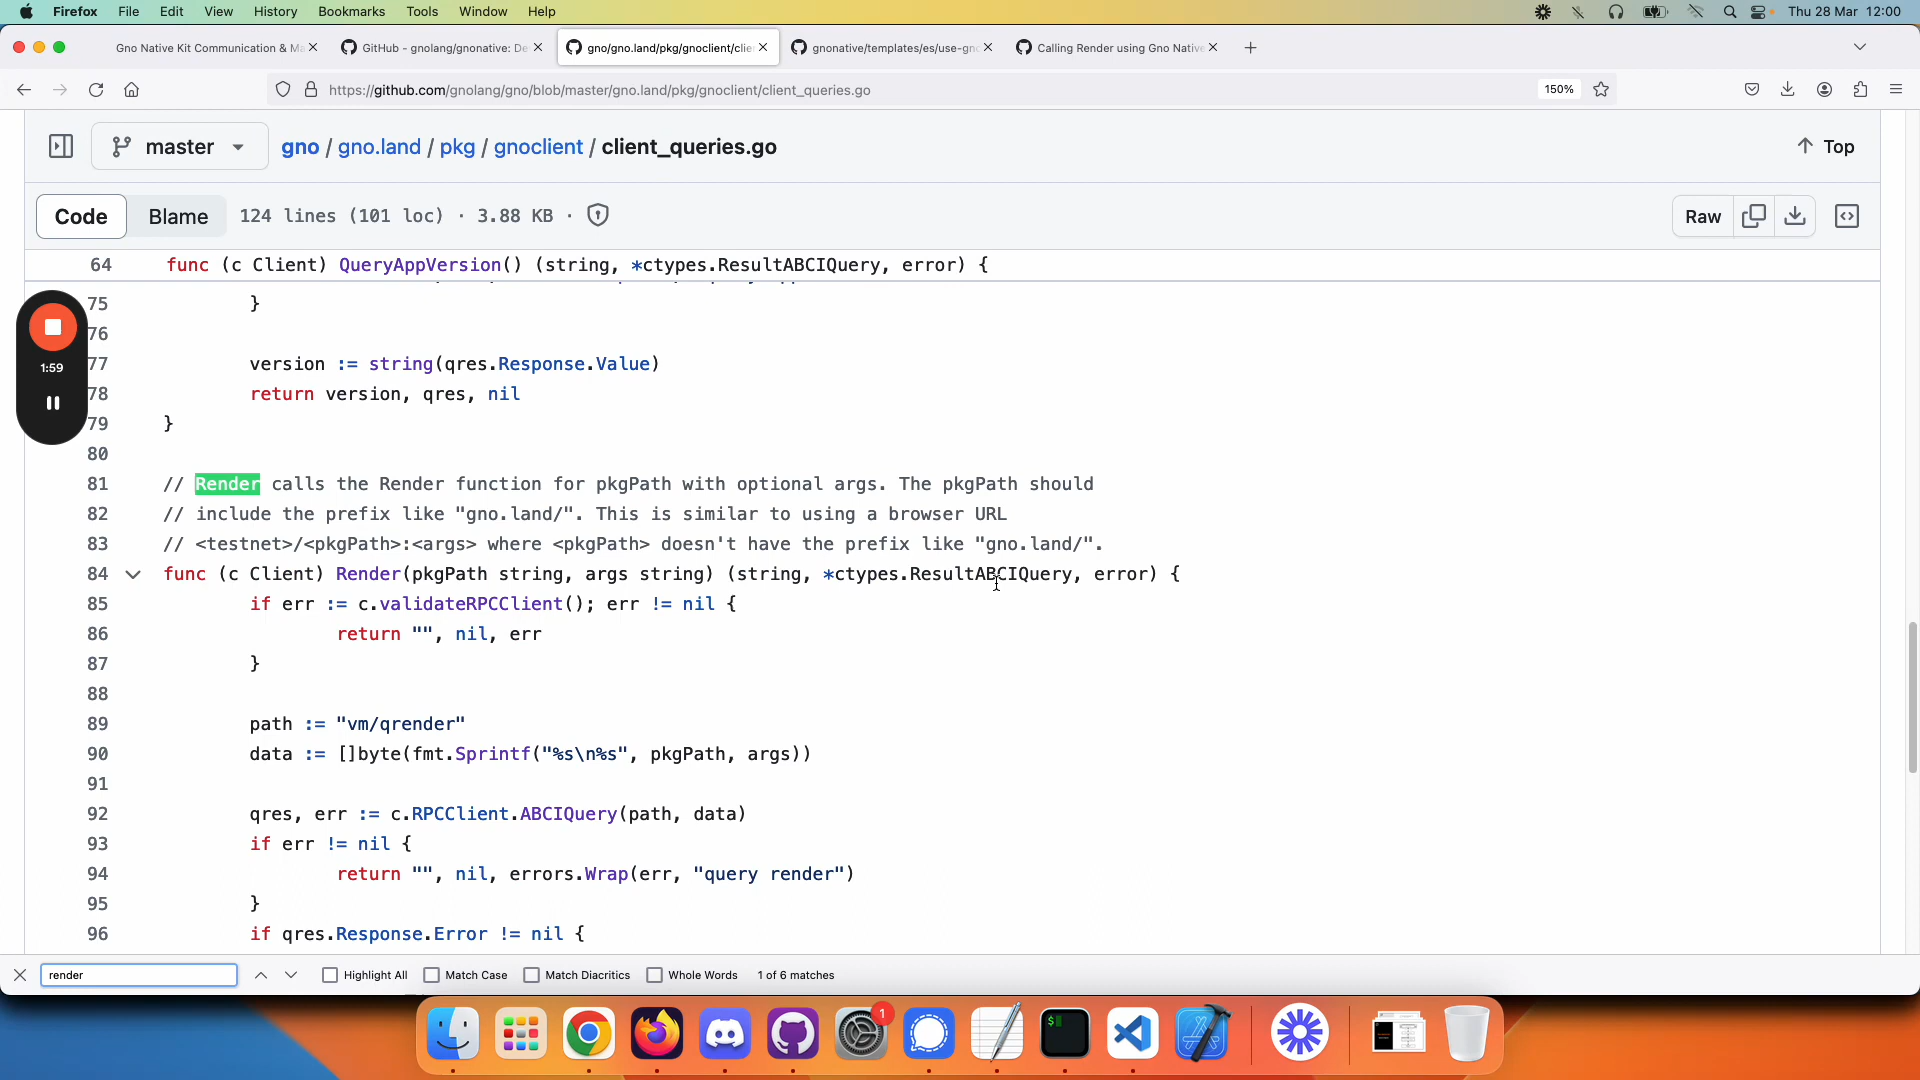 Firefox File Edit View History Bookmarks Tools Window Help Thu 28 Mar 12:00
Gno Native Kit Communication & Ma GitHub - gnolang/gnonative: De gno/gno.land/pkg/gnoclient/clie gnonative/templates/es/use-gno Calling Render using Gno Native
https://github.com/gnolang/gno/blob/master/gno.land/pkg/gnoclient/client_queries.go 150%
master gno / gno.land / pkg / gnoclient / client_queries.go Top
Code Blame 124 lines (101 loc) · 3.88 KB · Raw
64 func (c Client) QueryAppVersion() (string, *ctypes.ResultABCIQuery, error) {
75 }
76
1:59
77 version := string(qres.Response.Value)
78 return version, qres, nil
79 }
80
81 // Render calls the Render function for pkgPath with optional args. The pkgPath should
82 // include the prefix like "gno.land/". This is similar to using a browser URL
83 // <testnet>/<pkgPath>:<args> where <pkgPath> doesn't have the prefix like "gno.land/".
84 func (c Client) Render(pkgPath string, args string) (string, *ctypes.ResultABCIQuery, error) {
85 if err := c.validateRPCClient(); err != nil {
86 return "", nil, err
87 }
88
89 path := "vm/qrender"
90 data := []byte(fmt.Sprintf("%s\n%s", pkgPath, args))
91
92 qres, err := c.RPCClient.ABCIQuery(path, data)
93 if err != nil {
94 return "", nil, errors.Wrap(err, "query render")
95 }
96 if qres.Response.Error != nil {
render Highlight All Match Case Match Diacritics Whole Words 1 of 6 matches
1
$